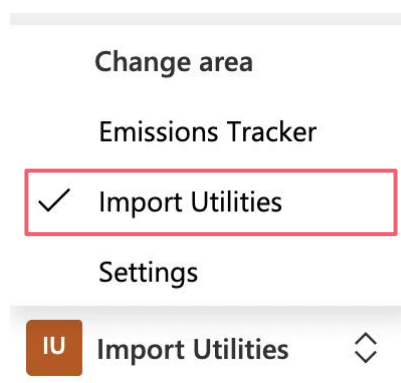 Change area
Emissions Tracker
Import Utilities
Settings
IU Import Utilities